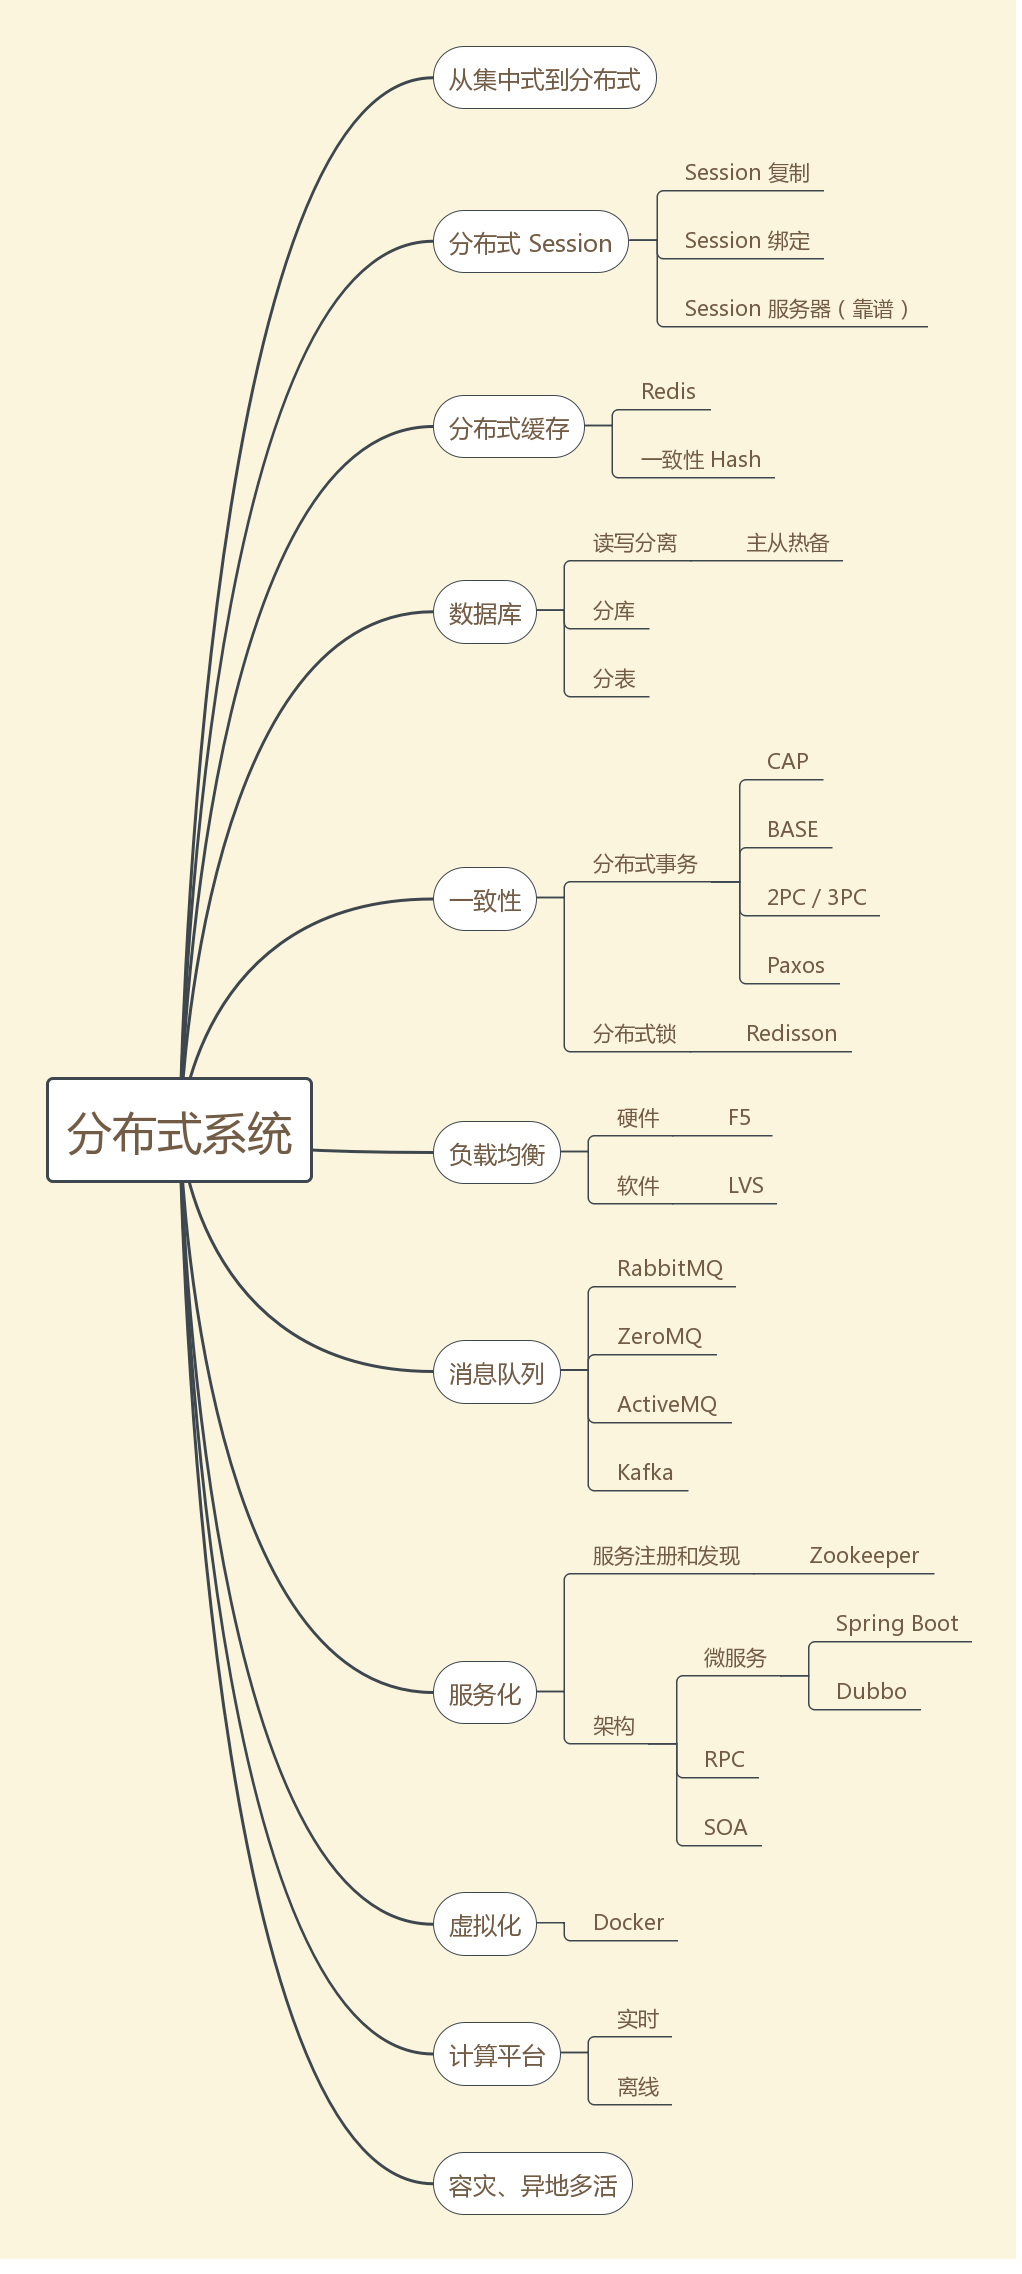 从集中式到分布式
分布式 Session
Session 复制
Session 绑定
Session 服务器（靠谱）
分布式缓存
Redis
一致性 Hash
数据库
读写分离
主从热备
分库
分表
一致性
分布式事务
CAP
BASE
2PC / 3PC
Paxos
分布式锁
Redisson
分布式系统
负载均衡
硬件
F5
软件
LVS
消息队列
RabbitMQ
ZeroMQ
ActiveMQ
Kafka
服务化
服务注册和发现
Zookeeper
架构
微服务
Spring Boot
Dubbo
RPC
SOA
虚拟化
Docker
计算平台
实时
离线
容灾、异地多活